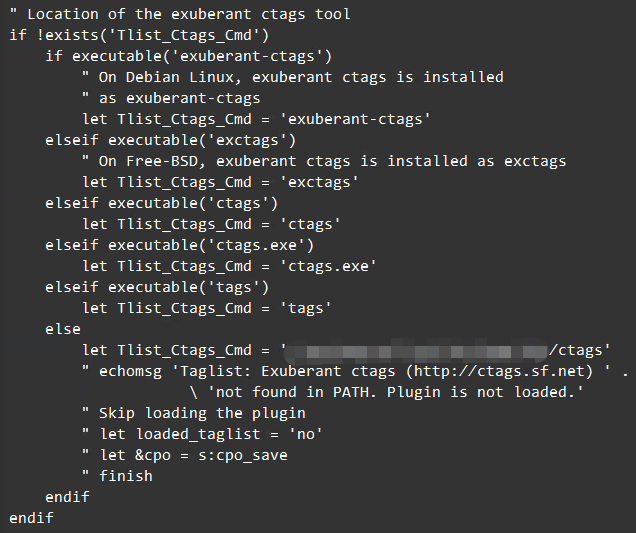 " Location of the exuberant ctags tool
if !exists('Tlist_Ctags_Cmd')
    if executable('exuberant-ctags')
        " On Debian Linux, exuberant ctags is installed
        " as exuberant-ctags
        let Tlist_Ctags_Cmd = 'exuberant-ctags'
    elseif executable('exctags')
        " On Free-BSD, exuberant ctags is installed as exctags
        let Tlist_Ctags_Cmd = 'exctags'
    elseif executable('ctags')
        let Tlist_Ctags_Cmd = 'ctags'
    elseif executable('ctags.exe')
        let Tlist_Ctags_Cmd = 'ctags.exe'
    elseif executable('tags')
        let Tlist_Ctags_Cmd = 'tags'
    else
        let Tlist_Ctags_Cmd = '/ctags'
        " echomsg 'Taglist: Exuberant ctags (http://ctags.sf.net) ' .
                    \ 'not found in PATH. Plugin is not loaded.'
        " Skip loading the plugin
        " let loaded_taglist = 'no'
        " let &cpo = s:cpo_save
        " finish
    endif
endif